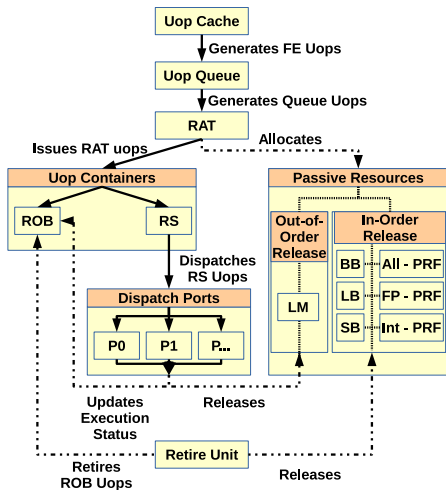 Uop Cache
Generates FE Uops
Uop Queue
Generates Queue Uops
RAT
Issues RAT uops
Allocates
Uop Containers
ROB
RS
Passive Resources
Out-of-
Order
Release
LM
In-Order
Release
BB
All - PRF
LB
FP - PRF
SB
Int - PRF
Dispatches
RS Uops
Dispatch Ports
P0
P1
P...
Updates
Execution
Status
Releases
Retire Unit
Retires
ROB Uops
Releases